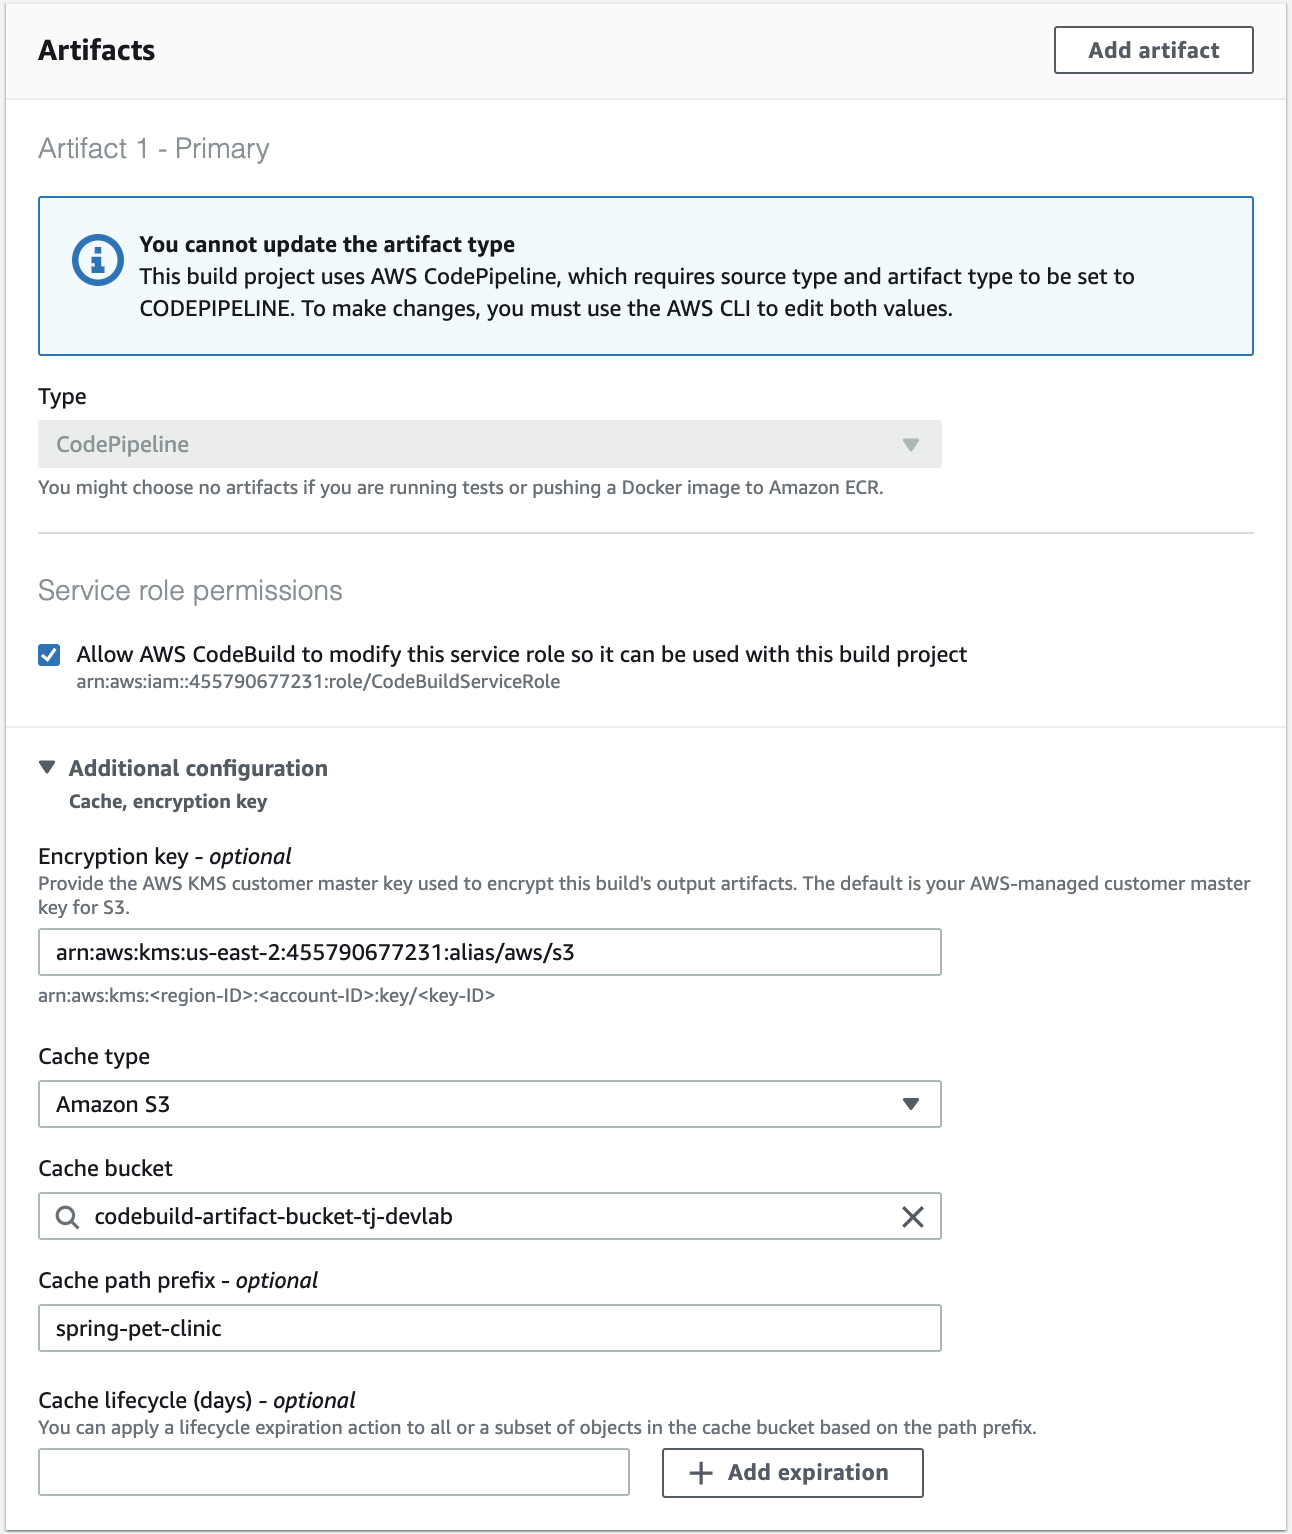 Artifacts
Add artifact
Artifact 1 - Primary
You cannot update the artifact type
This build project uses AWS CodePipeline, which requires source type and artifact type to be set to
CODEPIPELINE. To make changes, you must use the AWS CLI to edit both values.
Type
CodePipeline
You might choose no artifacts if you are running tests or pushing a Docker image to Amazon ECR.
Service role permissions
Allow AWS CodeBuild to modify this service role so it can be used with this build project
arn:aws:iam::455790677231:role/CodeBuildServiceRole
Additional configuration
Cache, encryption key
Encryption key - optional
Provide the AWS KMS customer master key used to encrypt this build's output artifacts. The default is your AWS-managed customer master
key for S3.
arn:aws:kms:us-east-2:455790677231:alias/aws/s3
arn:aws:kms:<region-ID>:<account-ID>:key/<key-ID>
Cache type
Amazon S3
Cache bucket
codebuild-artifact-bucket-tj-devlab
Cache path prefix - optional
spring-pet-clinic
Cache lifecycle (days) - optional
You can apply a lifecycle expiration action to all or a subset of objects in the cache bucket based on the path prefix.
Add expiration